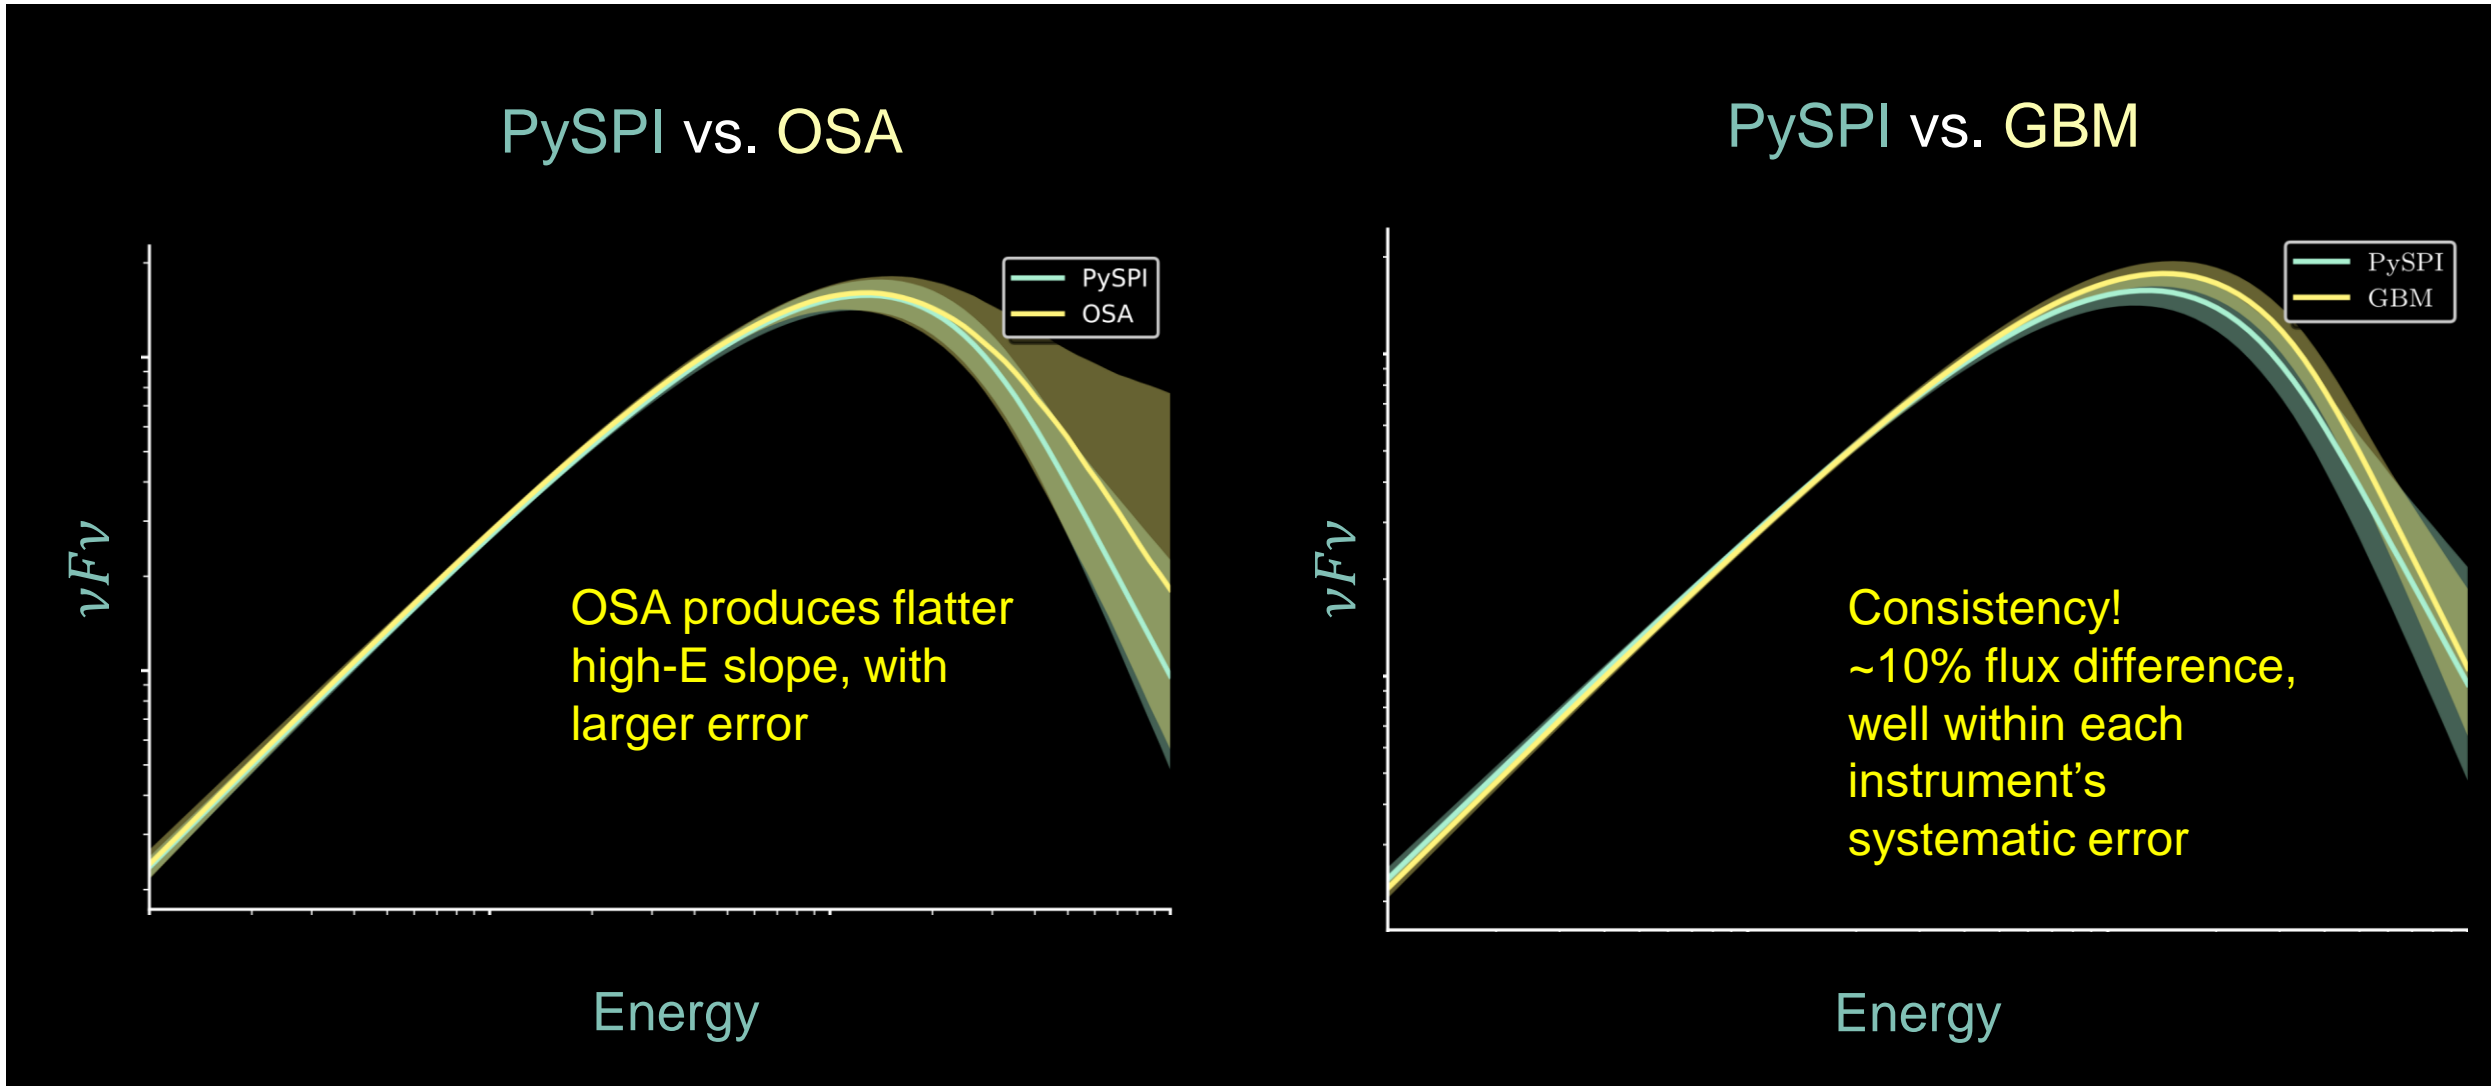 PySPI vs. OSA
PySPI
OSA
νFν
OSA produces flatter
high-E slope, with
larger error
Energy
PySPI vs. GBM
PySPI
GBM
νFν
Consistency!
~10% flux difference,
well within each
instrument’s
systematic error
Energy